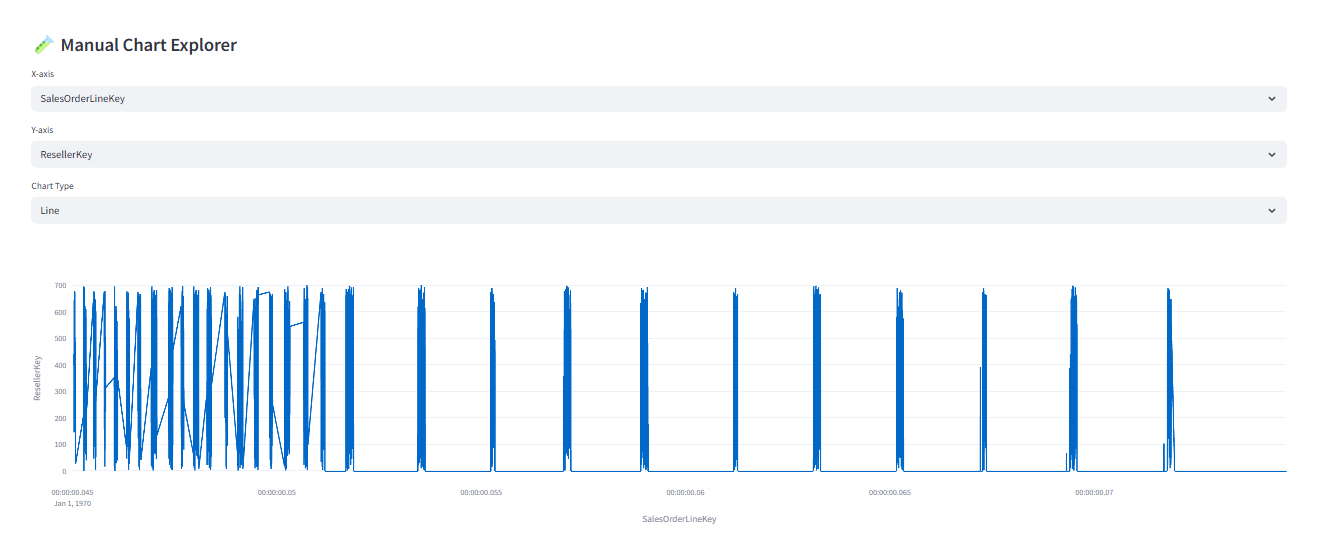 Manual Chart Explorer
X-axis
SalesOrderLineKey
Y-axis
ResellerKey
Chart Type
Line
700
600
500
400
300
200
100
0
ResellerKey
00:00:00.045
Jan 1, 1970
00:00:00.05
00:00:00.055
00:00:00.06
00:00:00.065
00:00:00.07
SalesOrderLineKey